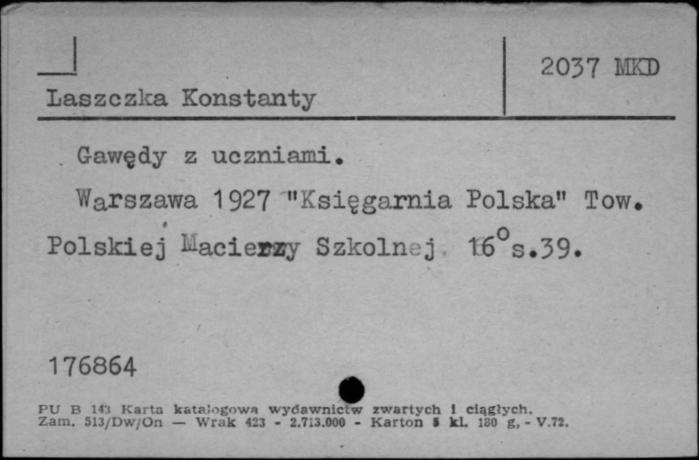 2037 MKD
Laszczka Konstanty
Gawędy z uczniami.
Warszawa 1927 "Księgarnia Polska" Tow.
Polskiej Macierzy Szkolnej. 16° s.39.
176864
PU B 143 Karta katalogowa wydawnictw zwartych i ciągłych.
Zam. 513/Dw/On — Wrak 423 - 2.713.000 - Karton 5 kl. 180 g, - V.72.